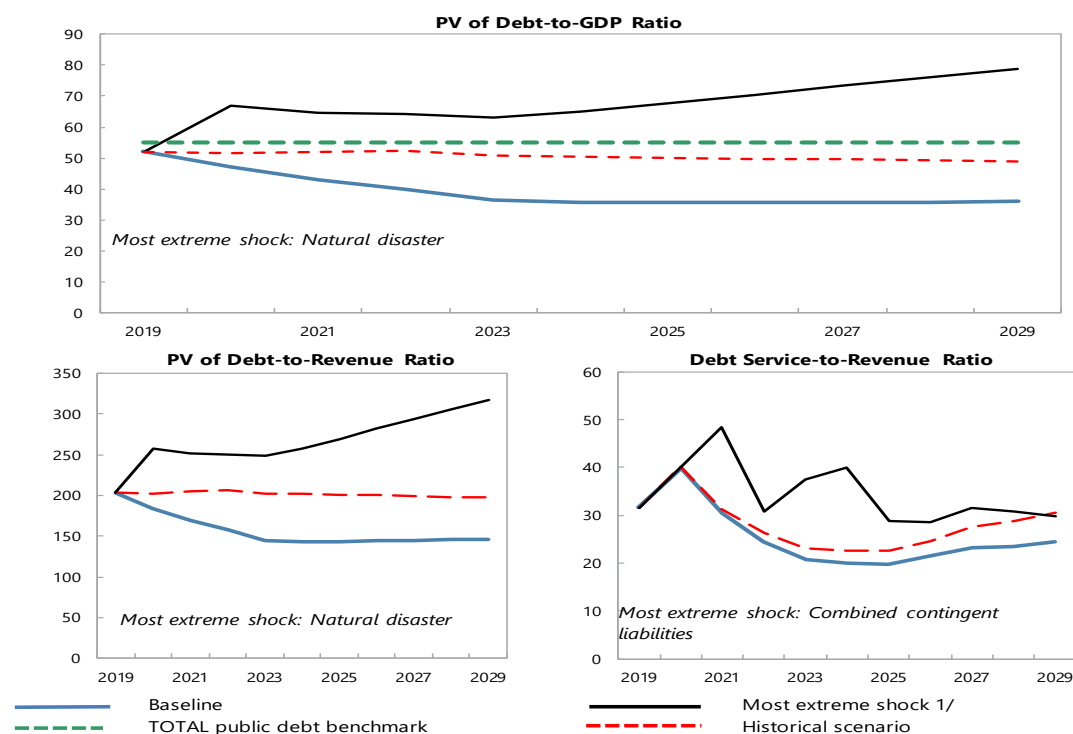 PV of Debt-to-GDP Ratio
90
80
70
60
50
40
30
20
10
0
Most extreme shock: Natural disaster
2019 2021 2023 2025 2027 2029
PV of Debt-to-Revenue Ratio
350
300
250
200
150
100
50
0
Most extreme shock: Natural disaster
2019 2021 2023 2025 2027 2029
Debt Service-to-Revenue Ratio
60
50
40
30
20
10
0
Most extreme shock: Combined contingent
liabilities
2019 2021 2023 2025 2027 2029
Baseline
TOTAL public debt benchmark
Most extreme shock 1/
Historical scenario